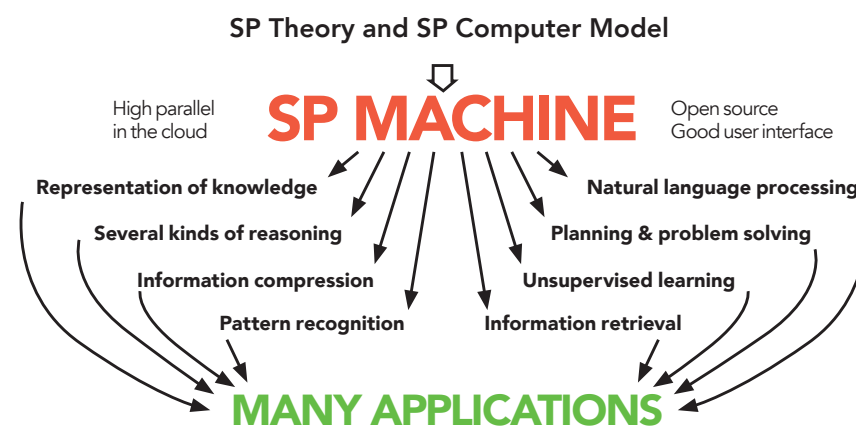 SP Theory and SP Computer Model
High parallel
in the cloud
SP MACHINE
Open source
Good user interface
Representation of knowledge
Natural language processing
Several kinds of reasoning
Planning & problem solving
Information compression
Unsupervised learning
Pattern recognition
Information retrieval
MANY APPLICATIONS